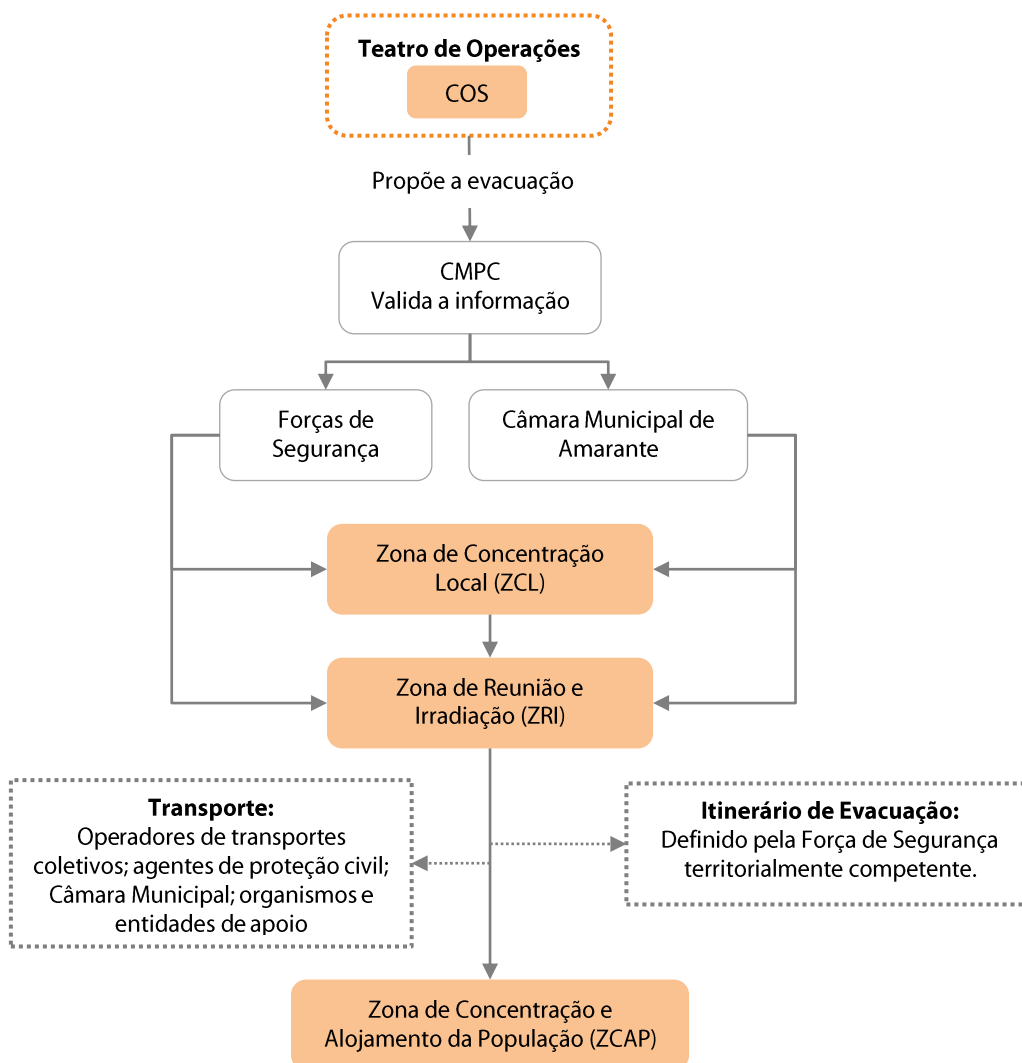 Teatro de Operações
COS
Propõe a evacuação
CMPC
Valida a informação
Forças de
Segurança
Câmara Municipal de
Amarante
Zona de Concentração
Local (ZCL)
Zona de Reunião e
Irradiação (ZRI)
Transporte:
Operadores de transportes
coletivos; agentes de proteção civil;
Câmara Municipal; organismos e
entidades de apoio
Itinerário de Evacuação:
Definido pela Força de Segurança
territorialmente competente.
Zona de Concentração e
Alojamento da População (ZCAP)